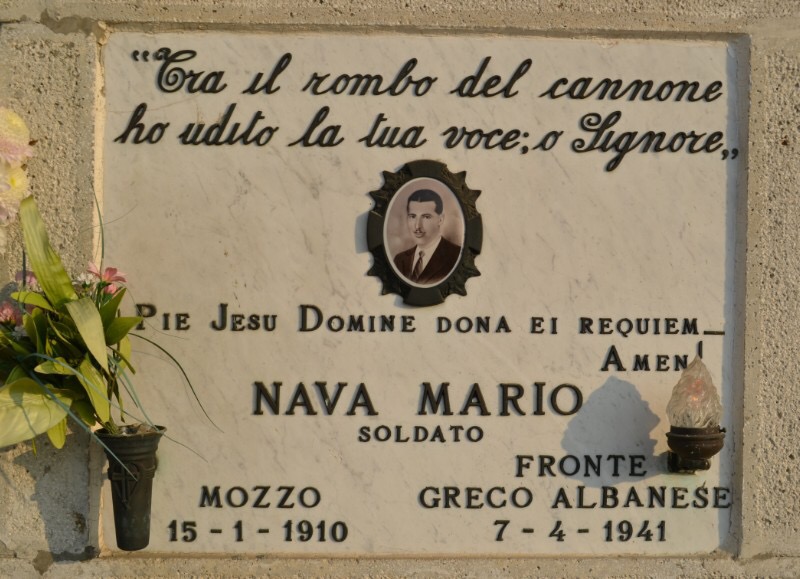 “Tra il rombo del cannone
ho udito la tua voce; o Signore„
Pie Jesu Domine dona ei requiem_
Amen!
NAVA MARIO
SOLDATO
MOZZO
15-1-1910
FRONTE
GRECO ALBANESE
7-4-1941